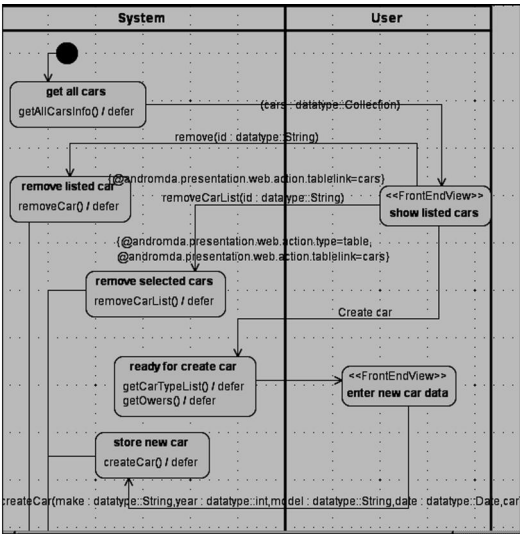 System
User
get all cars
getAllCarsInfo() / defer
{cars : datatype::Collection}
remove(id : datatype::String)
{@andromda.presentation.web.action.tablelink=cars}
remove listed car
removeCar() / defer
removeCarList(id : datatype::String)
<<FrontEndView>>
show listed cars
{@andromda.presentation.web.action.type=table,
@andromda.presentation.web.action.tablelink=cars}
remove selected cars
removeCarList() / defer
Create car
ready for create car
getCarTypeList() / defer
getOwers() / defer
<<FrontEndView>>
enter new car data
store new car
createCar() / defer
createCar(make : datatype::String,year : datatype::int,model : datatype::String,date : datatype::Date,car